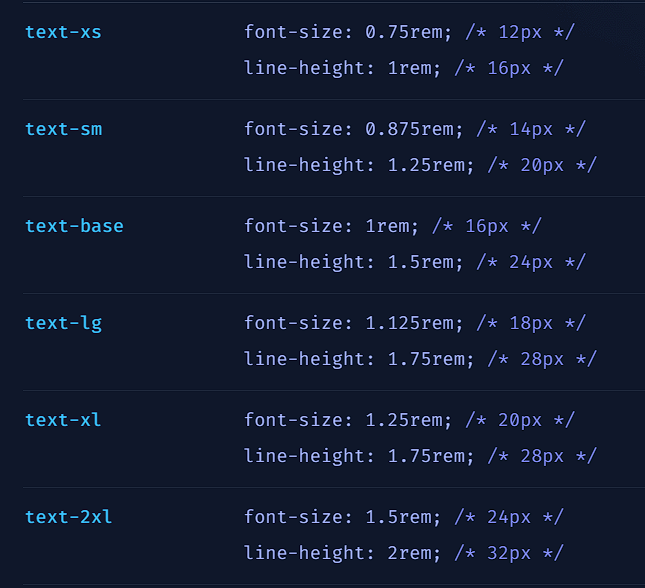 text-xs font-size: 0.75rem; /* 12px */
line-height: 1rem; /* 16px */
text-sm font-size: 0.875rem; /* 14px */
line-height: 1.25rem; /* 20px */
text-base font-size: 1rem; /* 16px */
line-height: 1.5rem; /* 24px */
text-lg font-size: 1.125rem; /* 18px */
line-height: 1.75rem; /* 28px */
text-xl font-size: 1.25rem; /* 20px */
line-height: 1.75rem; /* 28px */
text-2xl font-size: 1.5rem; /* 24px */
line-height: 2rem; /* 32px */